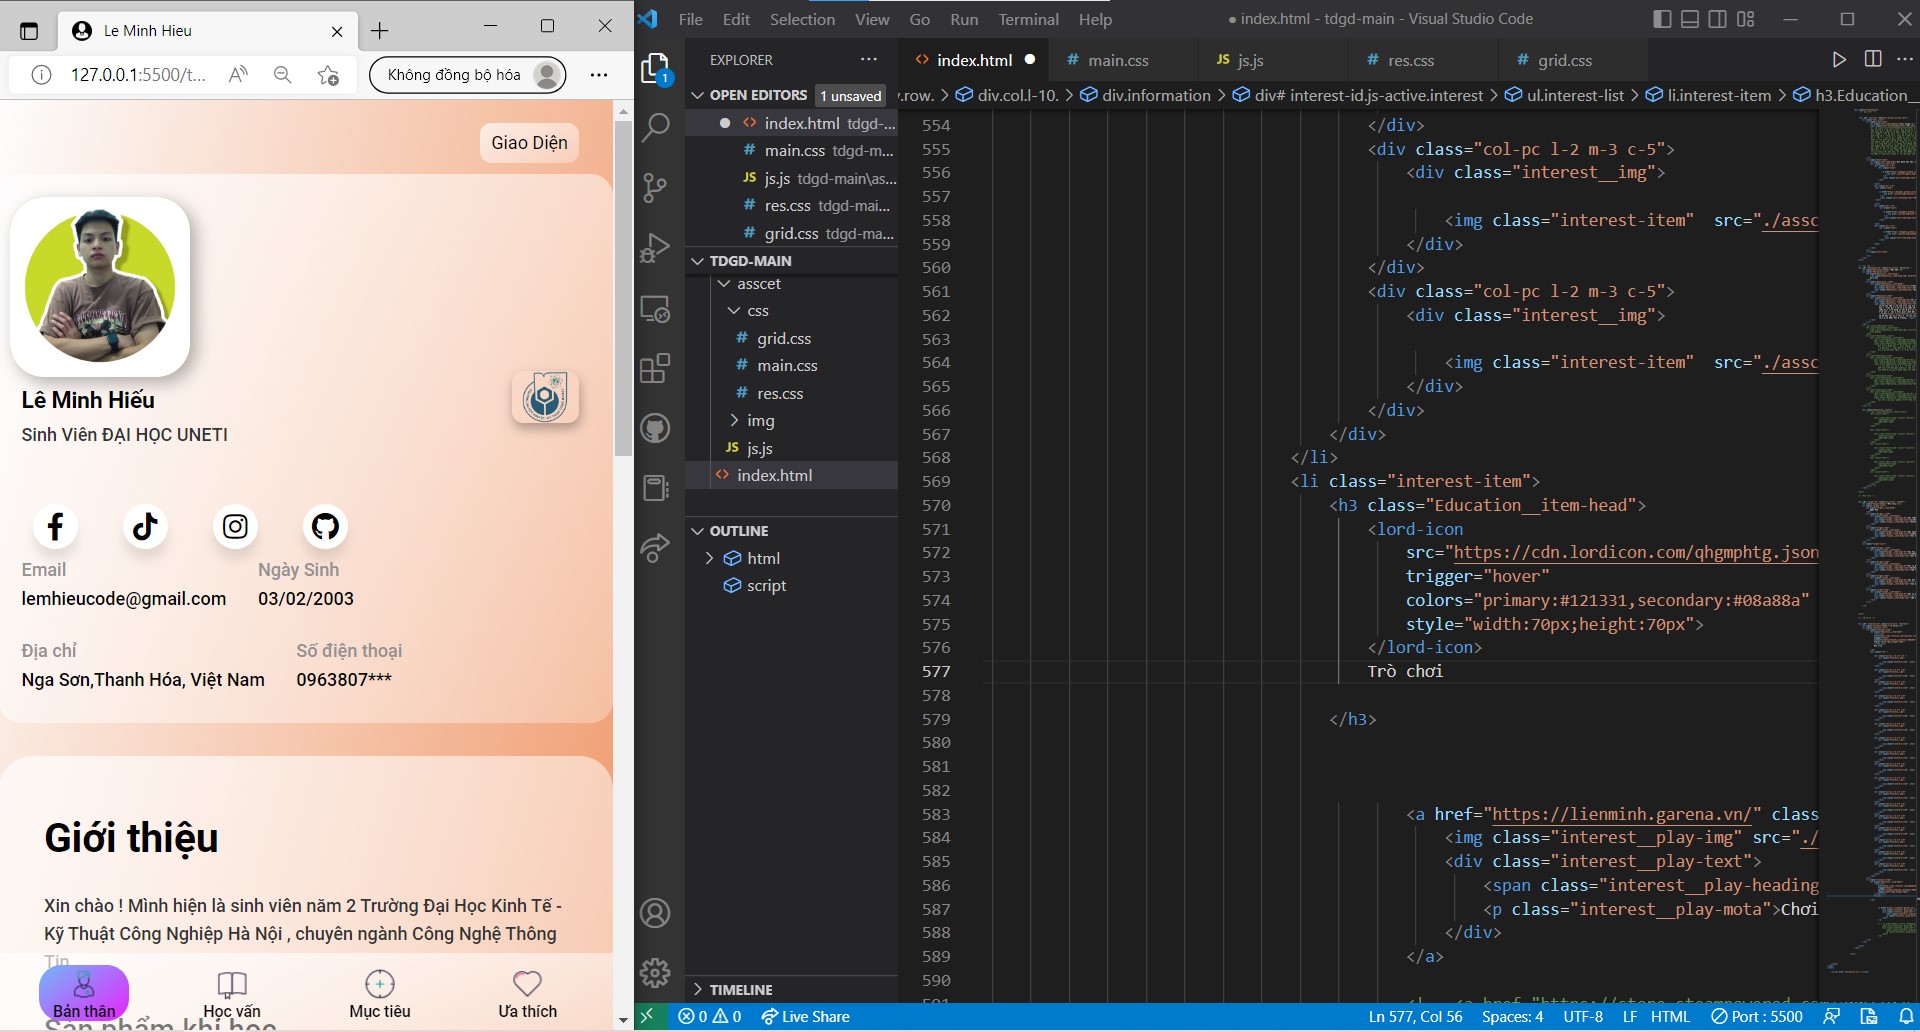 Le Minh Hieu
127.0.0.1:5500/t...
Không đồng bộ hóa
Giao Diện
Lê Minh Hiếu
Sinh Viên ĐẠI HỌC UNETI
Email
Ngày Sinh
lemhieucode@gmail.com
03/02/2003
Địa chỉ
Số điện thoại
Nga Sơn,Thanh Hóa, Việt Nam
0963807***
Giới thiệu
Xin chào ! Mình hiện là sinh viên năm 2 Trường Đại Học Kinh Tế -
Kỹ Thuật Công Nghiệp Hà Nội , chuyên ngành Công Nghệ Thông
Tin
Bản thân
Học vấn
Mục tiêu
Ưa thích
Sản phẩm khi học
File Edit Selection View Go Run Terminal Help
● index.html - tdgd-main - Visual Studio Code
EXPLORER
index.html
main.css
JS js.js
res.css
grid.css
OPEN EDITORS 1 unsaved
.row. > div.col.l-10. > div.information > div# interest-id.js-active.interest > ul.interest-list > li.interest-item > h3.Education__
1
index.html tdgd-...
# main.css tdgd-m...
JS js.js tdgd-main\as...
# res.css tdgd-mai...
# grid.css tdgd-ma...
TDGD-MAIN
asscet
css
# grid.css
# main.css
# res.css
img
JS js.js
index.html
OUTLINE
html
script
TIMELINE
554 </div>
555 <div class="col-pc l-2 m-3 c-5">
556 <div class="interest__img">
557
558 <img class="interest-item"  src="./assc
559 </div>
560 </div>
561 <div class="col-pc l-2 m-3 c-5">
562 <div class="interest__img">
563
564 <img class="interest-item"  src="./assc
565 </div>
566 </div>
567 </div>
568 </li>
569 <li class="interest-item">
570 <h3 class="Education__item-head">
571 <lord-icon
572 src="https://cdn.lordicon.com/qhgmphtg.json
573 trigger="hover"
574 colors="primary:#121331,secondary:#08a88a"
575 style="width:70px;height:70px">
576 </lord-icon>
577 Trò chơi
578
579 </h3>
580
581
582
583 <a href="https://lienminh.garena.vn/" class
584 <img class="interest__play-img" src="./
585 <div class="interest__play-text">
586 <span class="interest__play-heading
587 <p class="interest__play-mota">Chơi
588 </div>
589 </a>
590
0 0 Live Share
Ln 577, Col 56 Spaces: 4 UTF-8 LF HTML Port : 5500